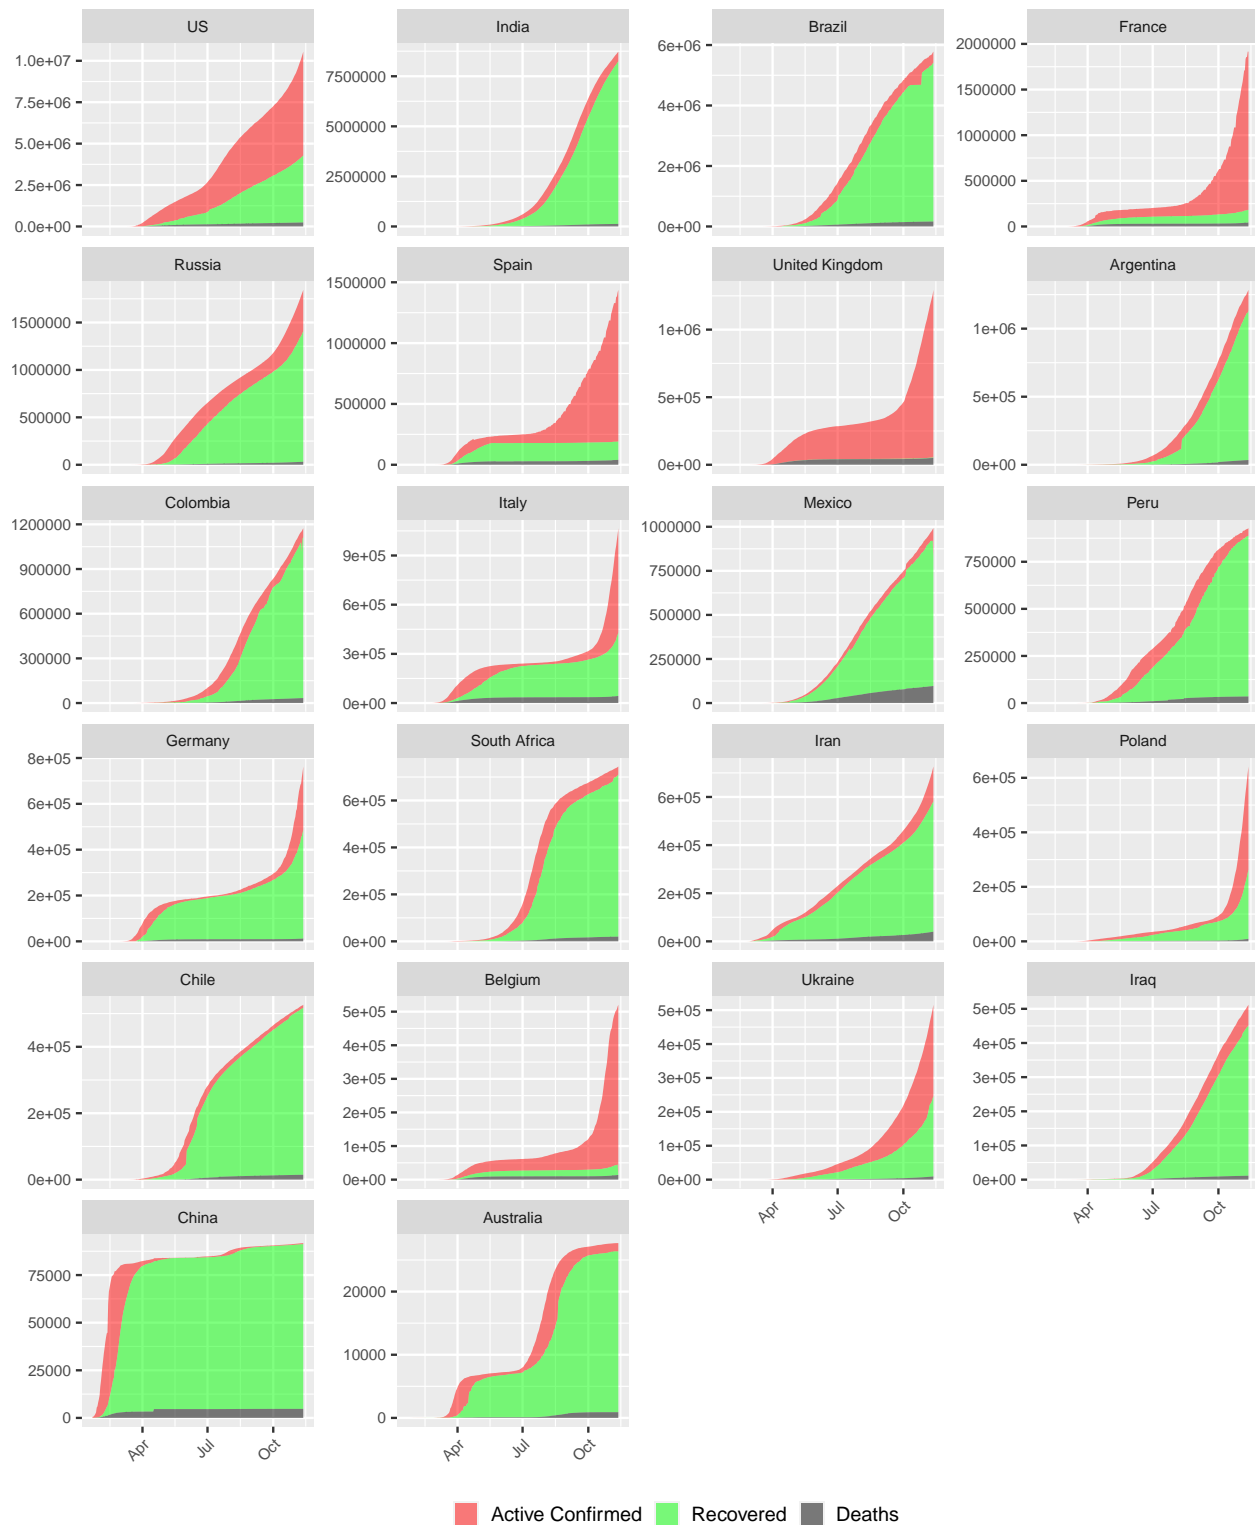 US India Brazil France
1.0e+07
7.5e+06
5.0e+06
2.5e+06
0.0e+00
7500000
5000000
2500000
0
6e+06
4e+06
2e+06
0e+00
2000000
1500000
1000000
500000
0
Russia Spain United Kingdom Argentina
1500000
1000000
500000
0
1500000
1000000
500000
0
1e+06
5e+05
0e+00
1e+06
5e+05
0e+00
Colombia Italy Mexico Peru
1200000
900000
600000
300000
0
9e+05
6e+05
3e+05
0e+00
1000000
750000
500000
250000
0
750000
500000
250000
0
Germany South Africa Iran Poland
8e+05
6e+05
4e+05
2e+05
0e+00
6e+05
4e+05
2e+05
0e+00
6e+05
4e+05
2e+05
0e+00
6e+05
4e+05
2e+05
0e+00
Chile Belgium Ukraine Iraq
4e+05
2e+05
0e+00
5e+05
4e+05
3e+05
2e+05
1e+05
0e+00
5e+05
4e+05
3e+05
2e+05
1e+05
0e+00
Apr Jul Oct
5e+05
4e+05
3e+05
2e+05
1e+05
0e+00
Apr Jul Oct
China Australia
75000
50000
25000
0
Apr Jul Oct
20000
10000
0
Apr Jul Oct
Active Confirmed Recovered Deaths